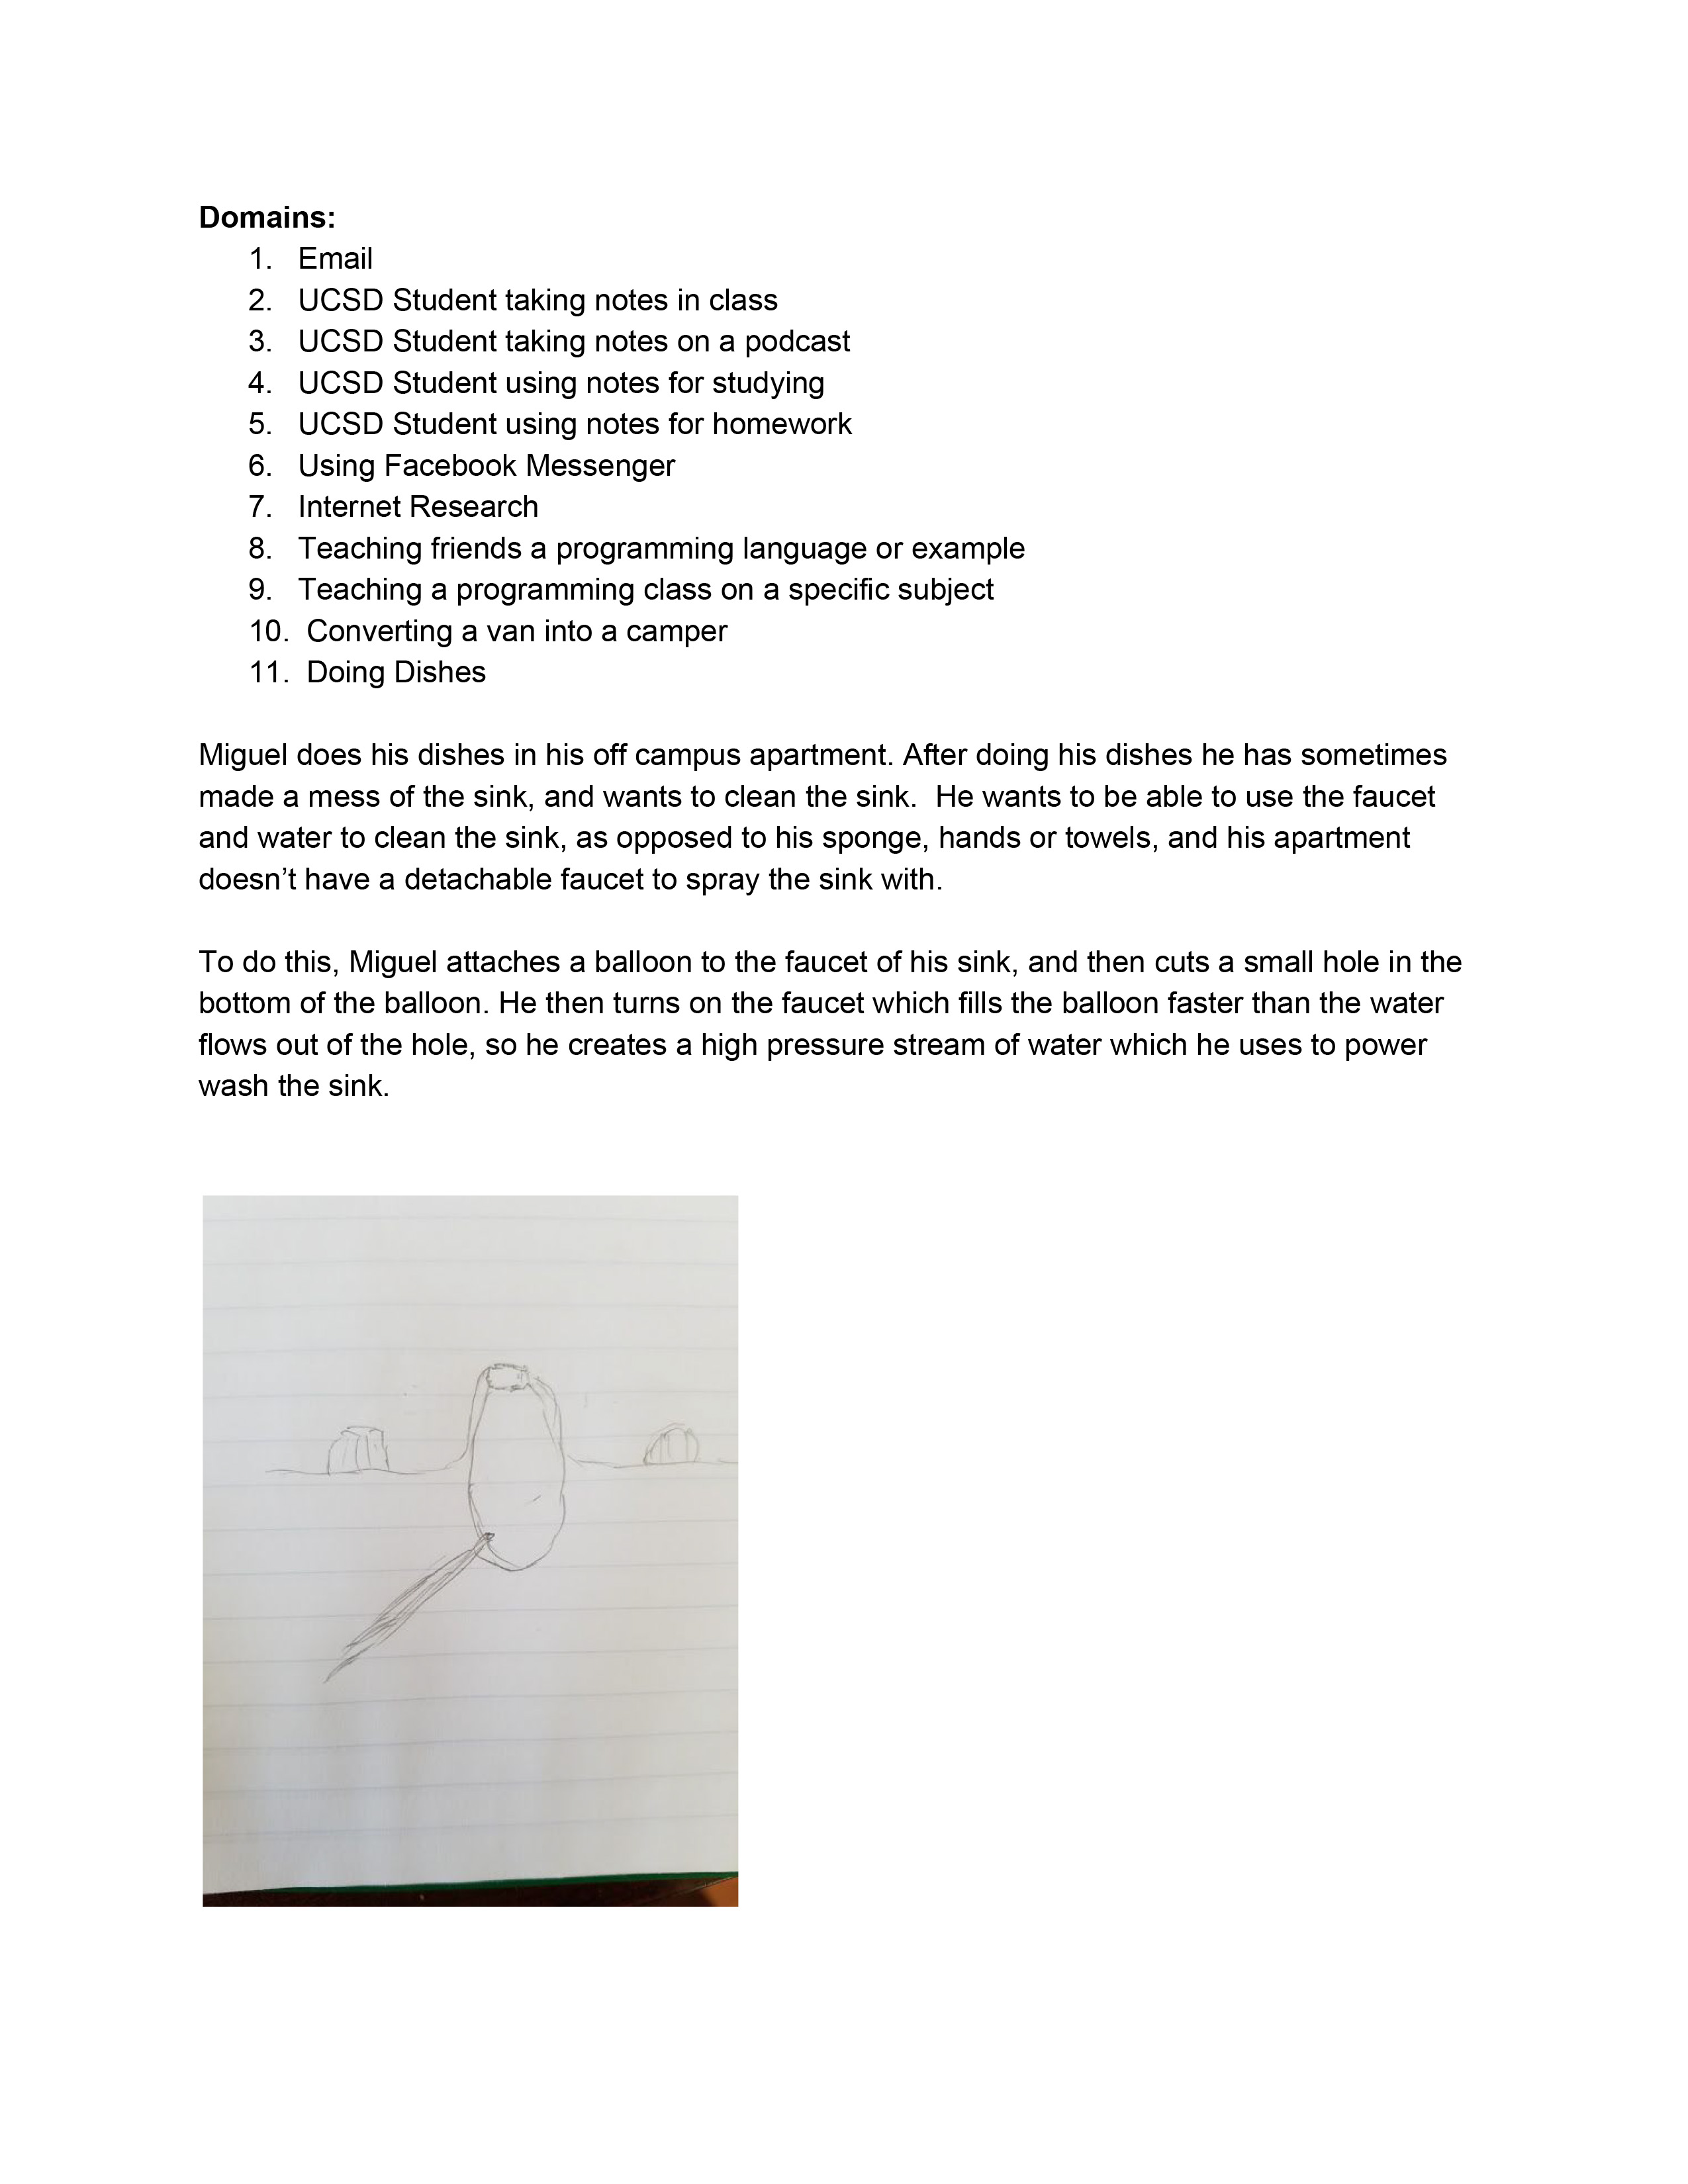 Domains:
1. Email
2. UCSD Student taking notes in class
3. UCSD Student taking notes on a podcast
4. UCSD Student using notes for studying
5. UCSD Student using notes for homework
6. Using Facebook Messenger
7. Internet Research
8. Teaching friends a programming language or example
9. Teaching a programming class on a specific subject
10. Converting a van into a camper
11. Doing Dishes
Miguel does his dishes in his off campus apartment. After doing his dishes he has sometimes
made a mess of the sink, and wants to clean the sink.  He wants to be able to use the faucet
and water to clean the sink, as opposed to his sponge, hands or towels, and his apartment
doesn’t have a detachable faucet to spray the sink with.
To do this, Miguel attaches a balloon to the faucet of his sink, and then cuts a small hole in the
bottom of the balloon. He then turns on the faucet which fills the balloon faster than the water
flows out of the hole, so he creates a high pressure stream of water which he uses to power
wash the sink.